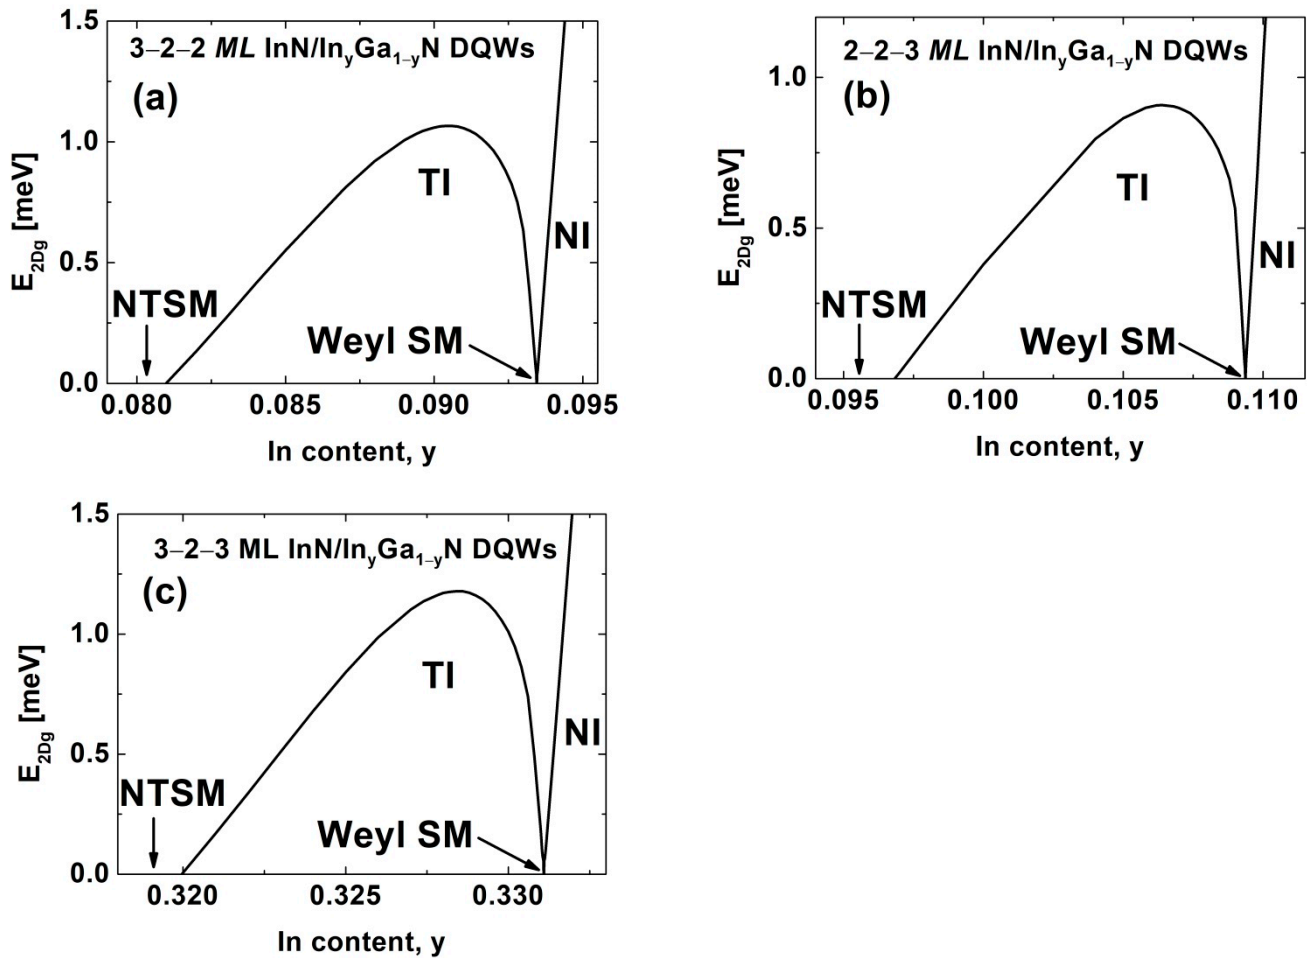 3–2–2 ML InN/InyGa1–yN DQWs
(a)
1.5
1.0
0.5
0.0
E2Dg [meV]
TI
NI
NTSM
Weyl SM
0.080 0.085 0.090 0.095
In content, y
2–2–3 ML InN/InyGa1–yN DQWs
(b)
1.0
0.5
0.0
E2Dg [meV]
TI
NI
NTSM
Weyl SM
0.095 0.100 0.105 0.110
In content, y
3–2–3 ML InN/InyGa1–yN DQWs
(c)
1.5
1.0
0.5
0.0
E2Dg [meV]
TI
NI
NTSM
Weyl SM
0.320 0.325 0.330
In content, y